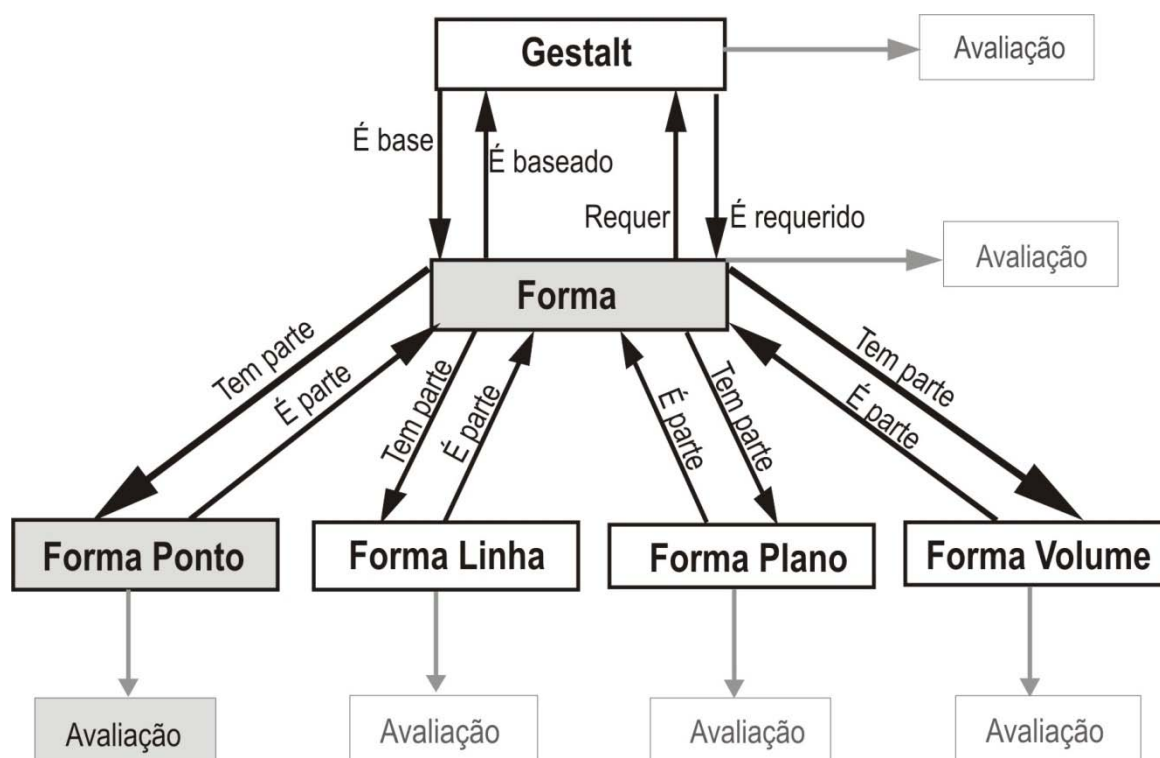 Gestalt
Avaliação
É base
É baseado
Requer
É requerido
Avaliação
Forma
Tem parte
É parte
Tem parte
É parte
É parte
Tem parte
É parte
Tem parte
Forma Ponto
Forma Linha
Forma Plano
Forma Volume
Avaliação
Avaliação
Avaliação
Avaliação